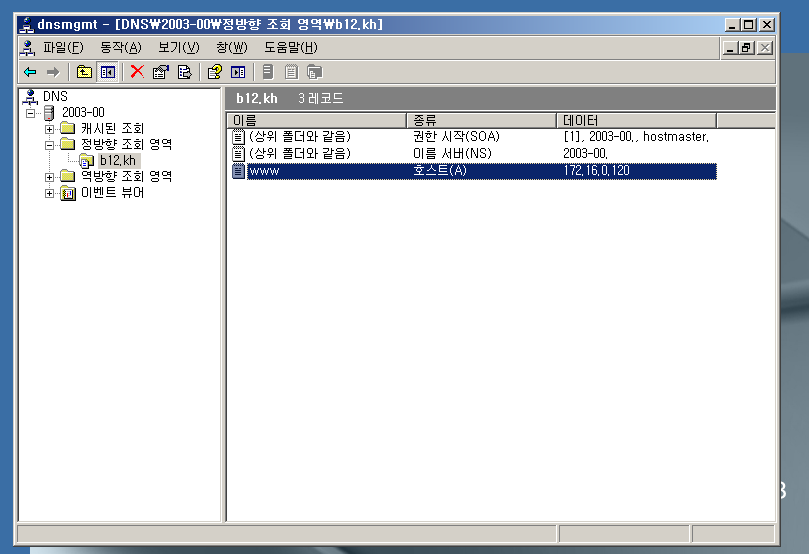 dnsmgmt - [DNS₩2003-00₩정방향 조회 영역₩b12.kh]
파일(F) 동작(A) 보기(V) 창(W) 도움말(H)
DNS
2003-00
캐시된 조회
정방향 조회 영역
b12.kh
역방향 조회 영역
이벤트 뷰어
b12.kh 3 레코드
이름 종류 데이터
(상위 폴더와 같음) 권한 시작(SOA) [1], 2003-00., hostmaster.
(상위 폴더와 같음) 이름 서버(NS) 2003-00.
www 호스트(A) 172.16.0.120